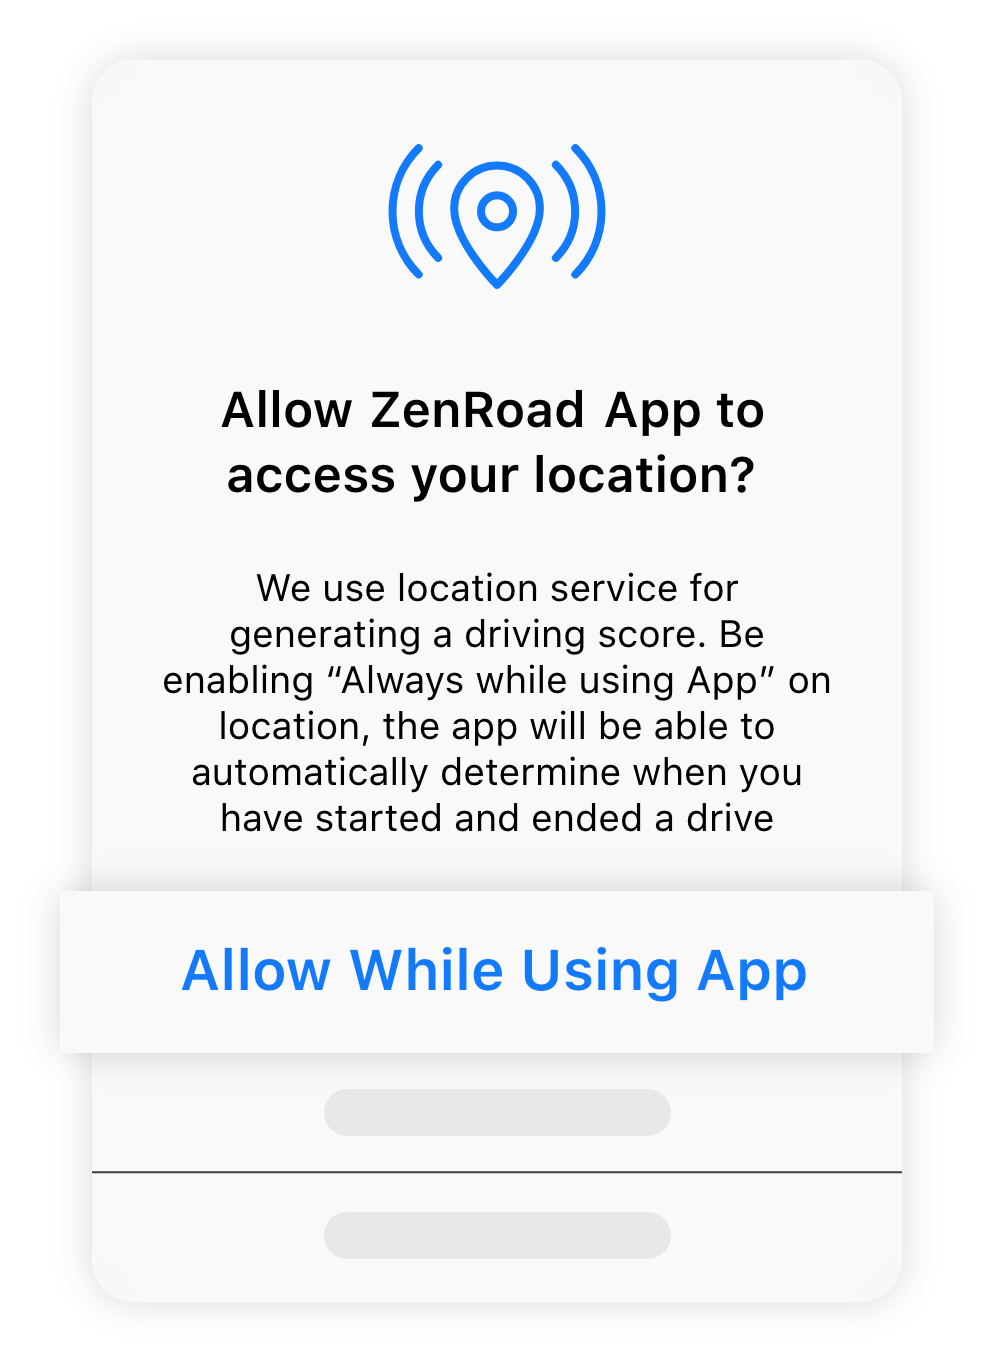 Allow ZenRoad App to
access your location?
We use location service for
generating a driving score. Be
enabling “Always while using App” on
location, the app will be able to
automatically determine when you
have started and ended a drive
Allow While Using App